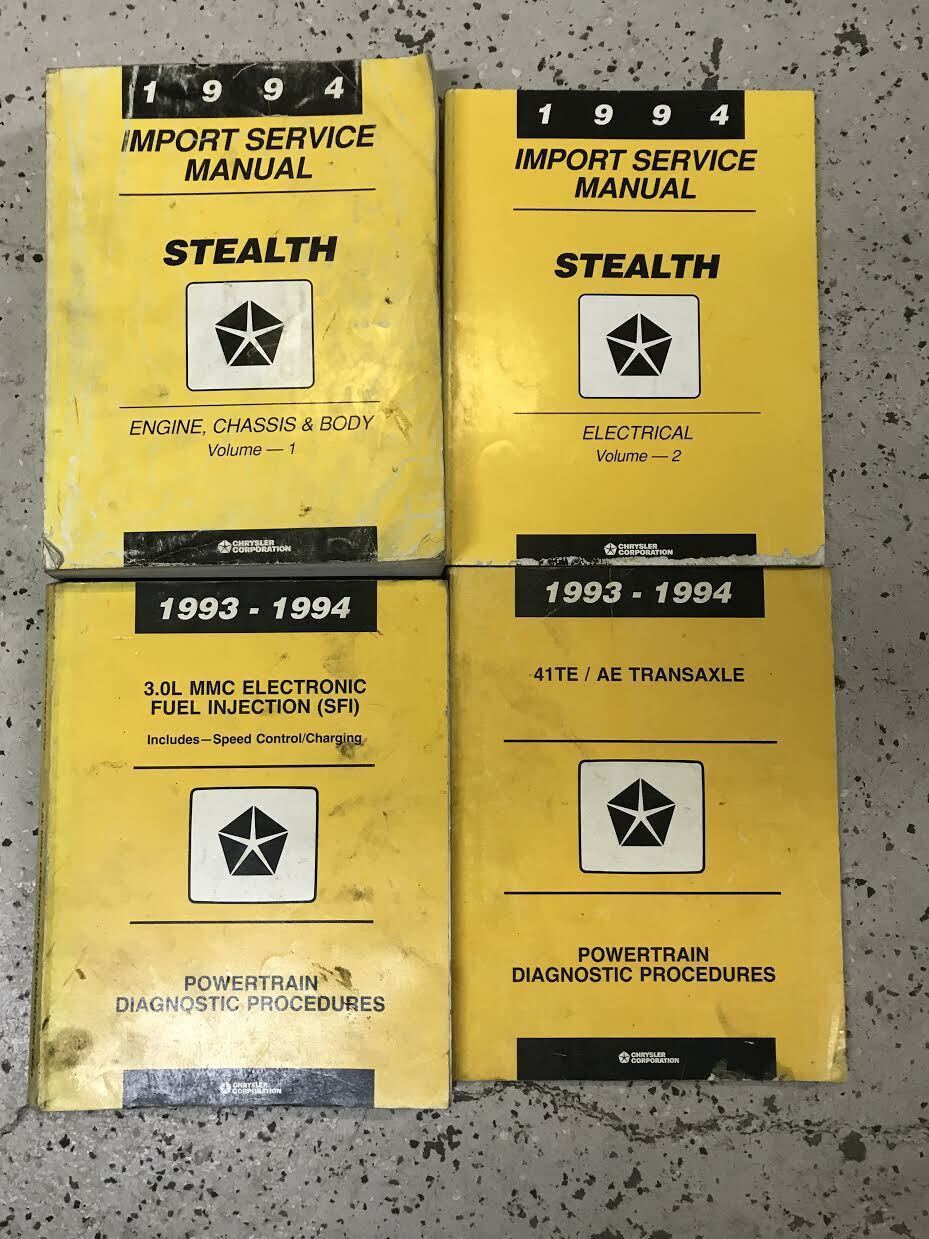 1 9 9 4
IMPORT SERVICE
MANUAL
STEALTH
ENGINE, CHASSIS & BODY
Volume — 1
CHRYSLER
CORPORATION
1 9 9 4
IMPORT SERVICE
MANUAL
STEALTH
ELECTRICAL
Volume — 2
CHRYSLER
CORPORATION
1993 - 1994
3.0L MMC ELECTRONIC
FUEL INJECTION (SFI)
Includes—Speed Control/Charging
POWERTRAIN
DIAGNOSTIC PROCEDURES
CHRYSLER
CORPORATION
1993 - 1994
41TE / AE TRANSAXLE
POWERTRAIN
DIAGNOSTIC PROCEDURES
CHRYSLER
CORPORATION